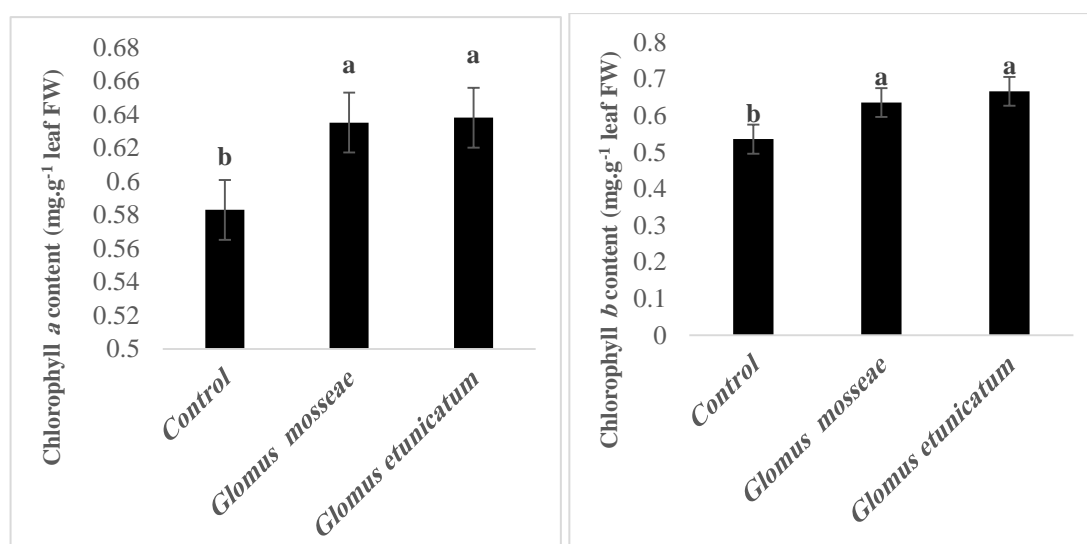 Chlorophyll a content (mg.g-1 leaf FW)
0.68
0.66
0.64
0.62
0.6
0.58
0.56
0.54
0.52
0.5
b
a
a
Control
Glomus mosseae
Glomus etunicatum
Chlorophyll b content (mg.g-1 leaf FW)
0.8
0.7
0.6
0.5
0.4
0.3
0.2
0.1
0
b
a
a
Control
Glomus mosseae
Glomus etunicatum